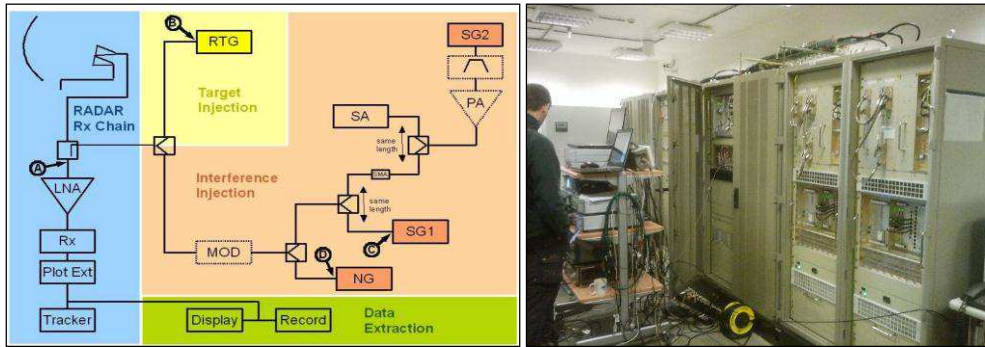 B
RTG
Target
Injection
RADAR
Rx Chain
A
LNA
Rx
Plot Ext
Tracker
SG2
PA
SA
same
length
Interference
Injection
same
length
C
SG1
MOD
D
NG
Display
Record
Data
Extraction